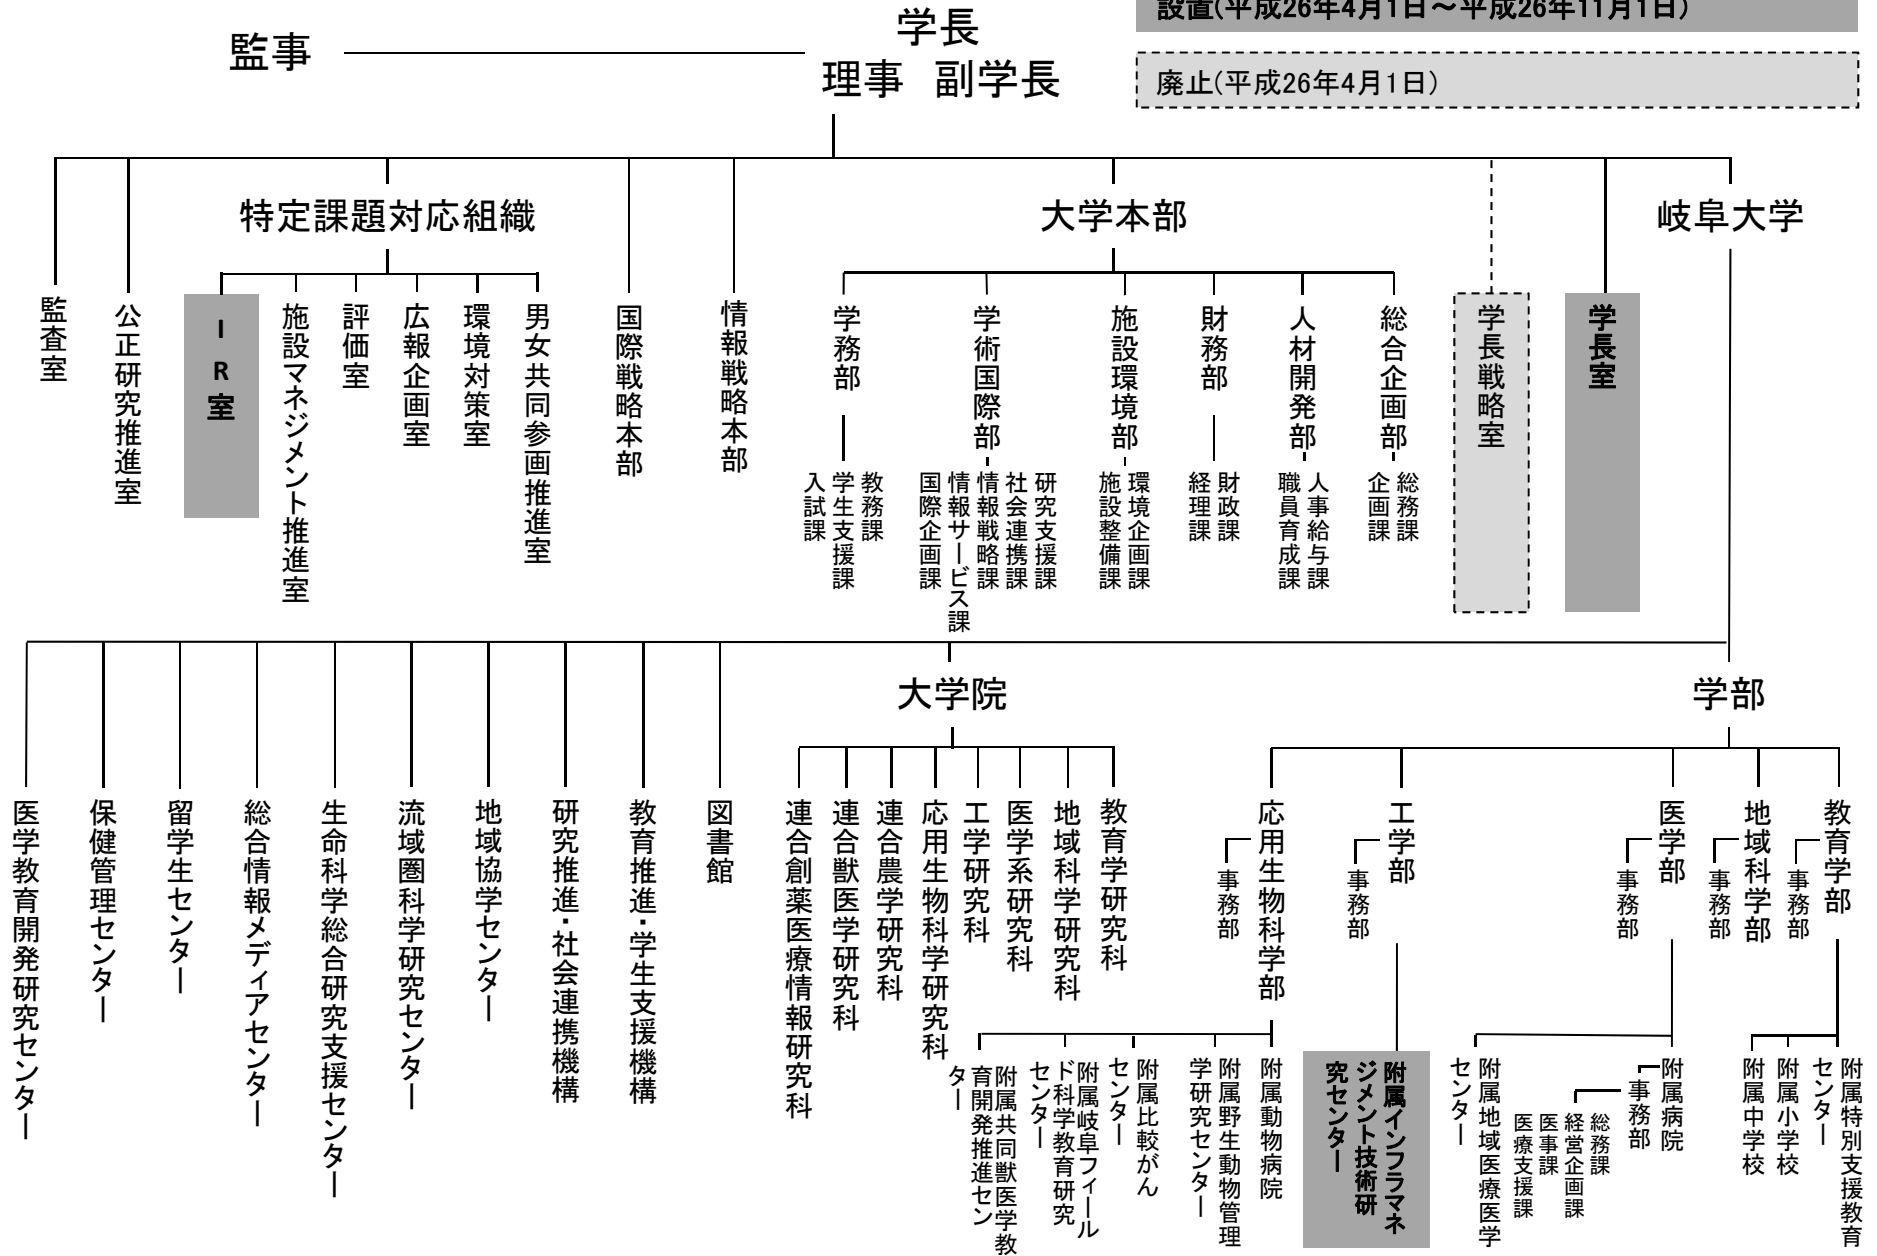 設置(平成26年4月1日～平成26年11月1日)
学長
監事
理事　副学長
廃止(平成26年4月1日)
特定課題対応組織
大学本部
岐阜大学
監査室
公正研究推進室
IR室
施設マネジメント推進室
評価室
広報企画室
環境対策室
男女共同参画推進室
国際戦略本部
情報戦略本部
学務部
教務課
学生支援課
入試課
学術国際部
研究支援課
社会連携課
情報戦略課
情報サービス課
国際企画課
施設環境部
環境企画課
施設整備課
財務部
財政課
経理課
人材開発部
人事給与課
職員育成課
総合企画部
総務課
企画課
学長戦略室
学長室
大学院
学部
医学教育開発研究センター
保健管理センター
留学生センター
総合情報メディアセンター
生命科学総合研究支援センター
流域圏科学研究センター
地域協学センター
研究推進・社会連携機構
教育推進・学生支援機構
図書館
連合創薬医療情報研究科
連合獣医学研究科
連合農学研究科
応用生物科学研究科
工学研究科
医学系研究科
地域科学研究科
教育学研究科
応用生物科学部
事務部
附属動物病院
附属野生動物管理
学研究センター
附属比較がん
センター
附属岐阜フィール
ド科学教育研究
センター
附属共同獣医学教
育開発推進セン
ター
工学部
事務部
附属インフラマネ
ジメント技術研
究センター
医学部
事務部
附属病院
事務部
総務課
経営企画課
医事課
医療支援課
附属地域医療医学
センター
地域科学部
事務部
教育学部
事務部
附属特別支援教育
センター
附属小学校
附属中学校